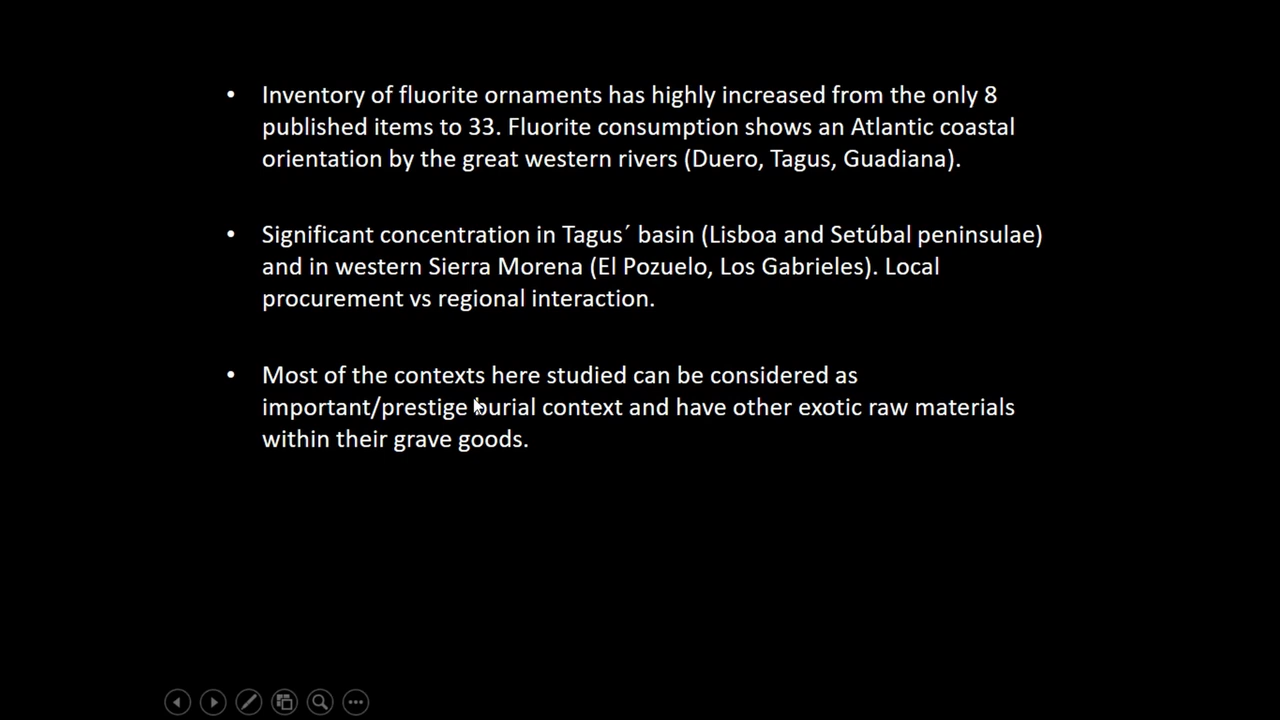 • Inventory of fluorite ornaments has highly increased from the only 8
published items to 33. Fluorite consumption shows an Atlantic coastal
orientation by the great western rivers (Duero, Tagus, Guadiana).
• Significant concentration in Tagus´ basin (Lisboa and Setúbal peninsulae)
and in western Sierra Morena (El Pozuelo, Los Gabrieles). Local
procurement vs regional interaction.
• Most of the contexts here studied can be considered as
important/prestige burial context and have other exotic raw materials
within their grave goods.